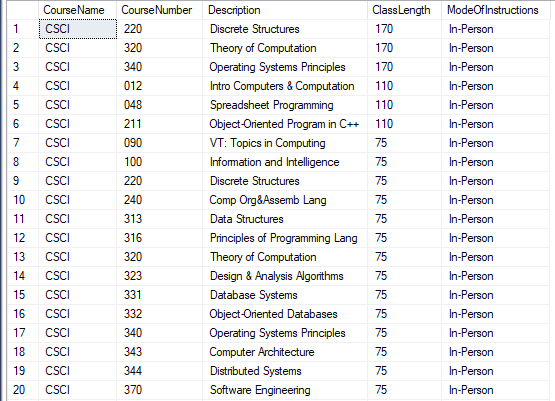 CourseName CourseNumber Description ClassLength ModeOfInstructions
1 CSCI 220 Discrete Structures 170 In-Person
2 CSCI 320 Theory of Computation 170 In-Person
3 CSCI 340 Operating Systems Principles 170 In-Person
4 CSCI 012 Intro Computers & Computation 110 In-Person
5 CSCI 048 Spreadsheet Programming 110 In-Person
6 CSCI 211 Object-Oriented Program in C++ 110 In-Person
7 CSCI 090 VT: Topics in Computing 75 In-Person
8 CSCI 100 Information and Intelligence 75 In-Person
9 CSCI 220 Discrete Structures 75 In-Person
10 CSCI 240 Comp Org&Assemb Lang 75 In-Person
11 CSCI 313 Data Structures 75 In-Person
12 CSCI 316 Principles of Programming Lang 75 In-Person
13 CSCI 320 Theory of Computation 75 In-Person
14 CSCI 323 Design & Analysis Algorithms 75 In-Person
15 CSCI 331 Database Systems 75 In-Person
16 CSCI 332 Object-Oriented Databases 75 In-Person
17 CSCI 340 Operating Systems Principles 75 In-Person
18 CSCI 343 Computer Architecture 75 In-Person
19 CSCI 344 Distributed Systems 75 In-Person
20 CSCI 370 Software Engineering 75 In-Person